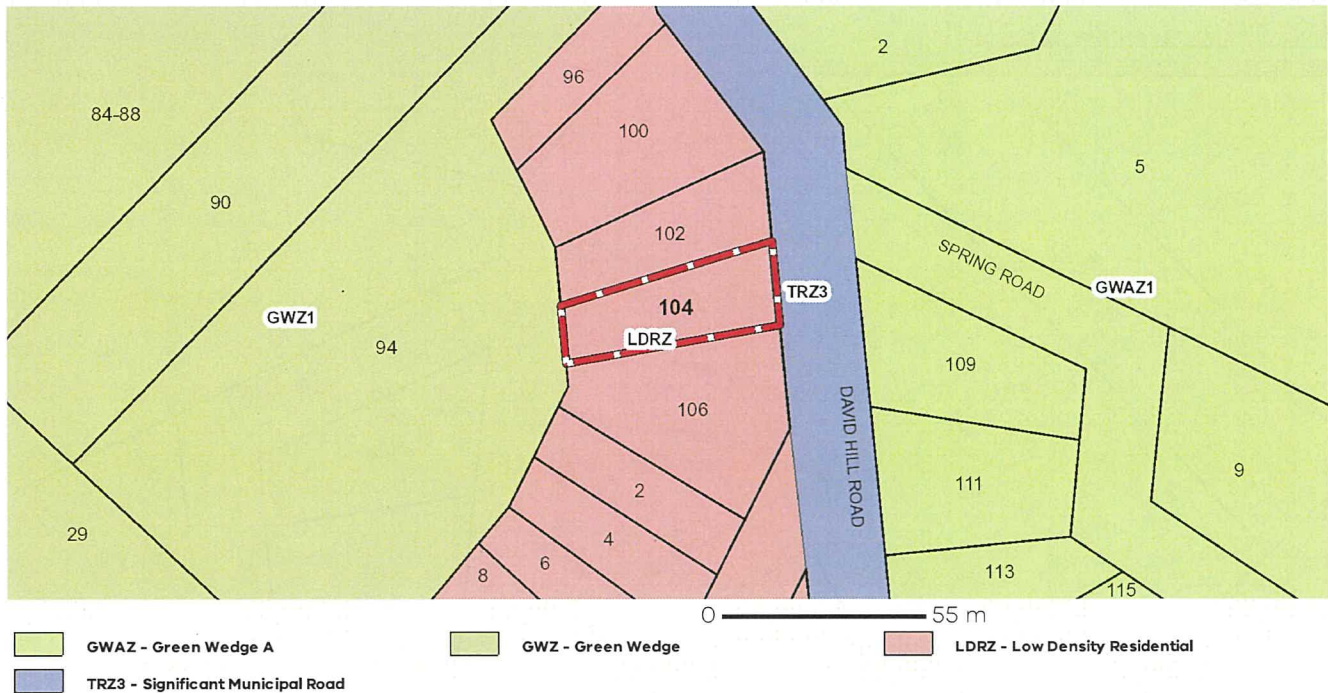 2
84-88
96
100
5
90
102
SPRING ROAD
GWAZ1
104
TRZ3
GWZ1
94
LDRZ
109
106
DAVID HILL ROAD
9
111
2
29
4
6
8
113
115
0 55 m
GWAZ - Green Wedge A
GWZ - Green Wedge
LDRZ - Low Density Residential
TRZ3 - Significant Municipal Road